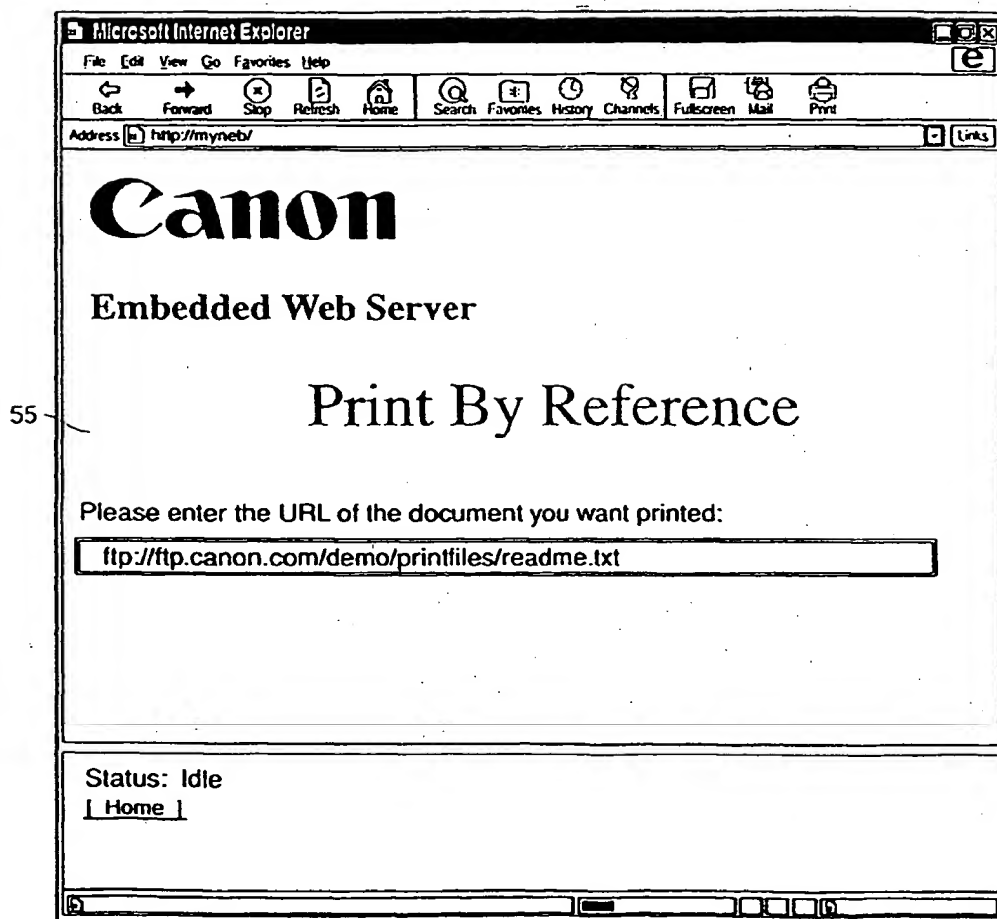 Microsoft Internet Explorer
File Edit View Go Favorites Help
Back Forward Stop Refresh Home Search Favorites History Channels Fullscreen Mail Print
Address http://myneb/ Links
Canon
Embedded Web Server
55
Print By Reference
Please enter the URL of the document you want printed:
ftp://ftp.canon.com/demo/printfiles/readme.txt
Status: Idle
[ Home ]